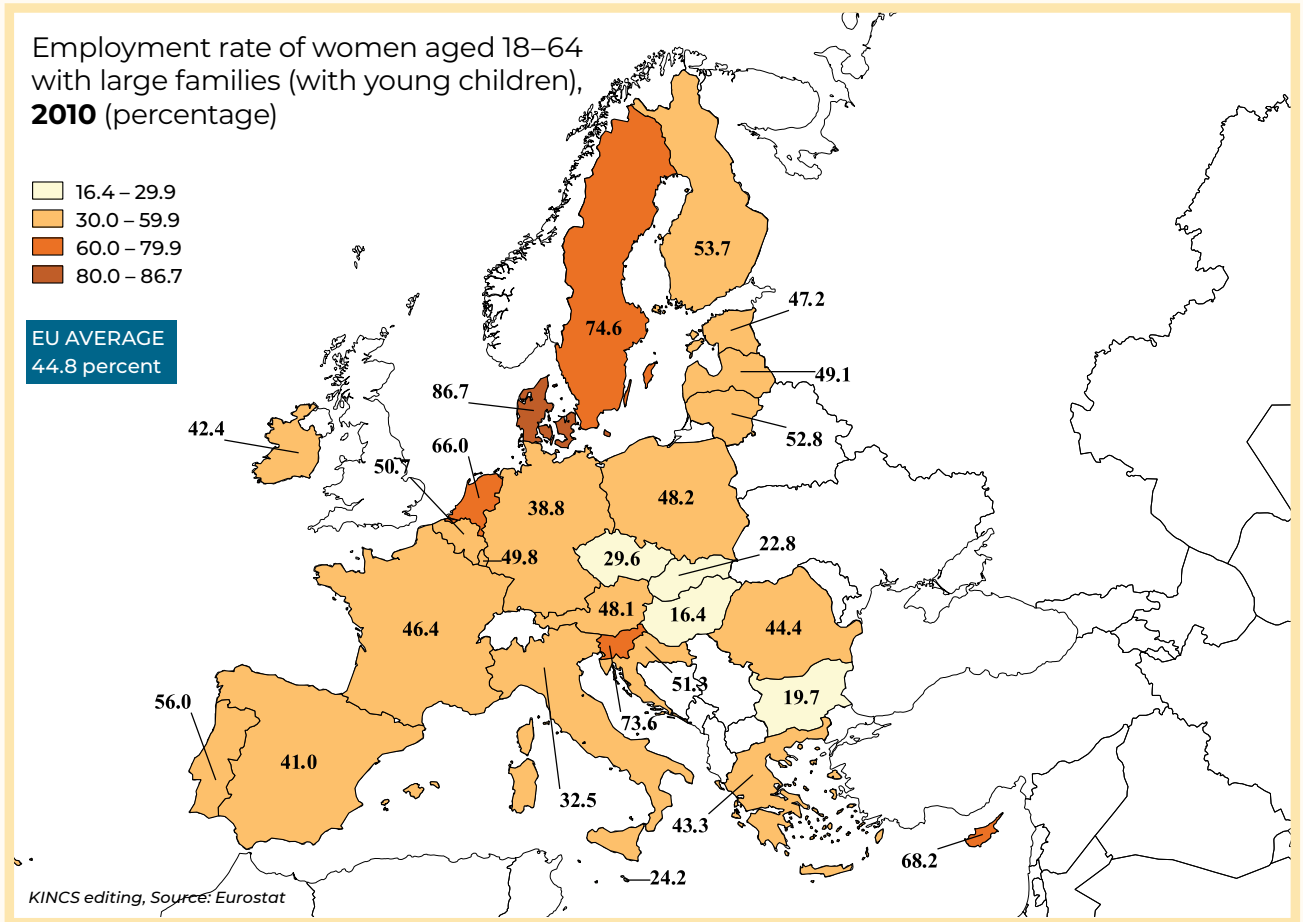 Employment rate of women aged 18–64
with large families (with young children),
2010 (percentage)
16.4 – 29.9
30.0 – 59.9
60.0 – 79.9
80.0 – 86.7
EU AVERAGE
44.8 percent
53.7
47.2
74.6
49.1
86.7
52.8
42.4
66.0
50.7
48.2
38.8
22.8
49.8
29.6
48.1
16.4
46.4
44.4
51.3
56.0
19.7
73.6
41.0
32.5
43.3
68.2
24.2
KINCS editing, Source: Eurostat